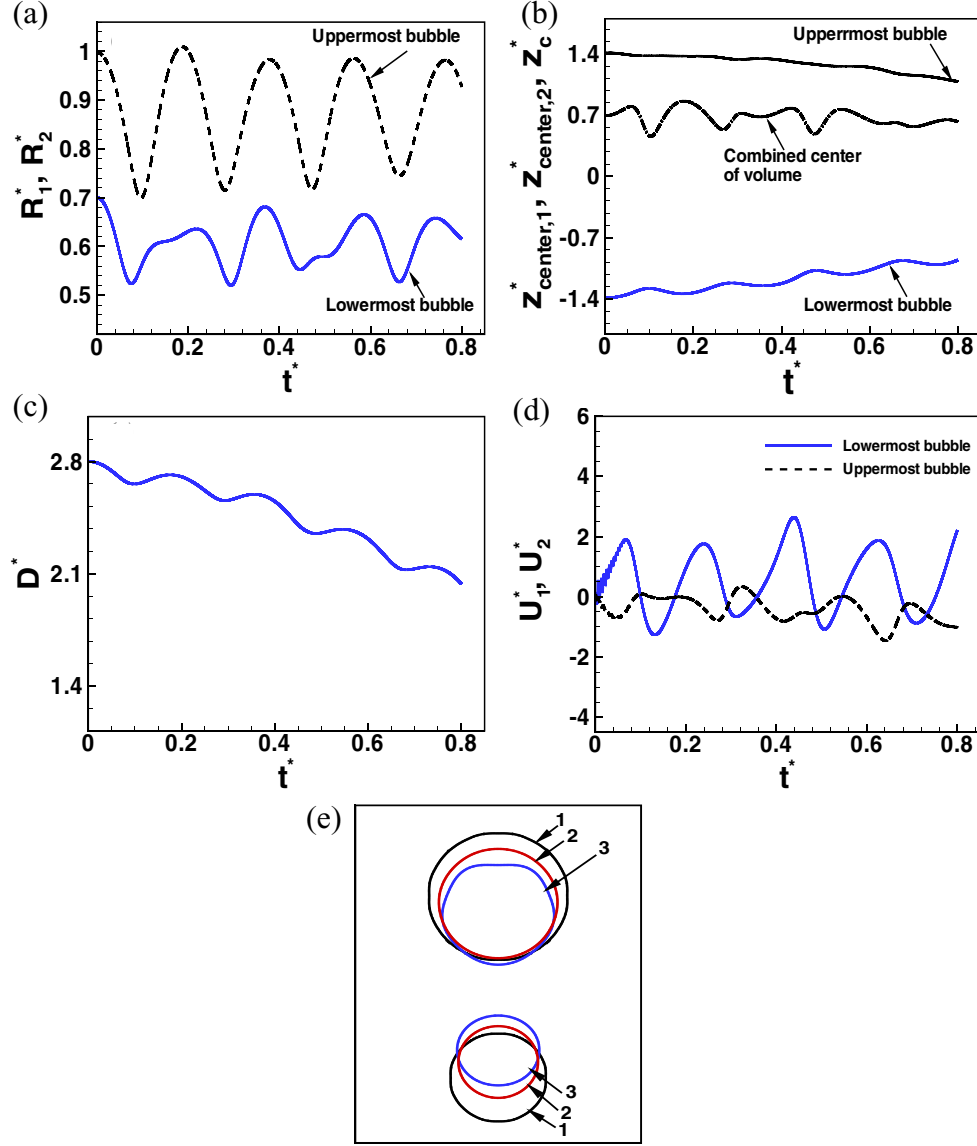 (a)
Uppermost bubble
1
0.9
0.8
0.7
0.6
0.5
R*1, R*2
Lowermost bubble
0 0.2 0.4 0.6 0.8
t*
(b)
Upperrmost bubble
1.4
0.7
0
-0.7
-1.4
z*center,1, z*center,2, z*c
Combined center
of volume
Lowermost bubble
0 0.2 0.4 0.6 0.8
t*
(c)
2.8
2.1
1.4
D*
0 0.2 0.4 0.6 0.8
t*
(d)
6
4
2
0
-2
-4
U*1, U*2
Lowermost bubble
Uppermost bubble
0 0.2 0.4 0.6 0.8
t*
(e)
1
2
3
3
2
1